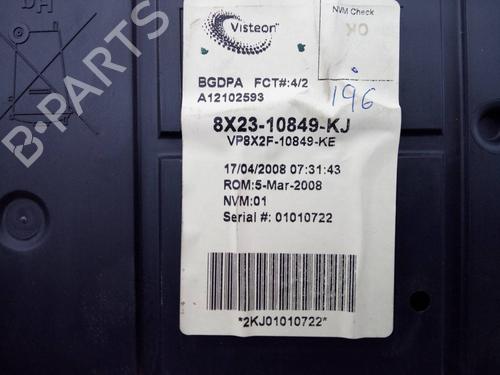 Visteon
NVM Check
OK
BGDPA FCT#:4/2
A12102593
196
8X23-10849-KJ
VP8X2F-10849-KE
17/04/2008 07:31:43
ROM:5-Mar-2008
NVM:01
Serial #: 01010722
*2KJ01010722*
B-PARTS